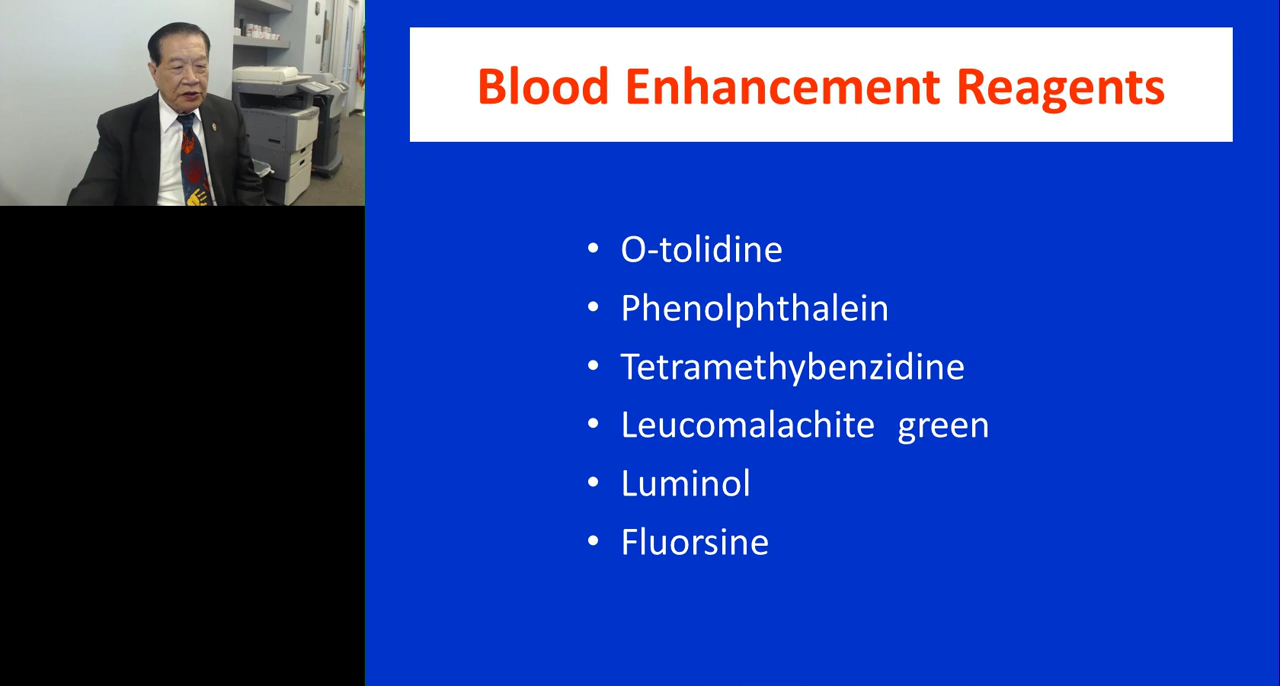 Blood Enhancement Reagents
• O-tolidine
• Phenolphthalein
• Tetramethybenzidine
• Leucomalachite green
• Luminol
• Fluorsine